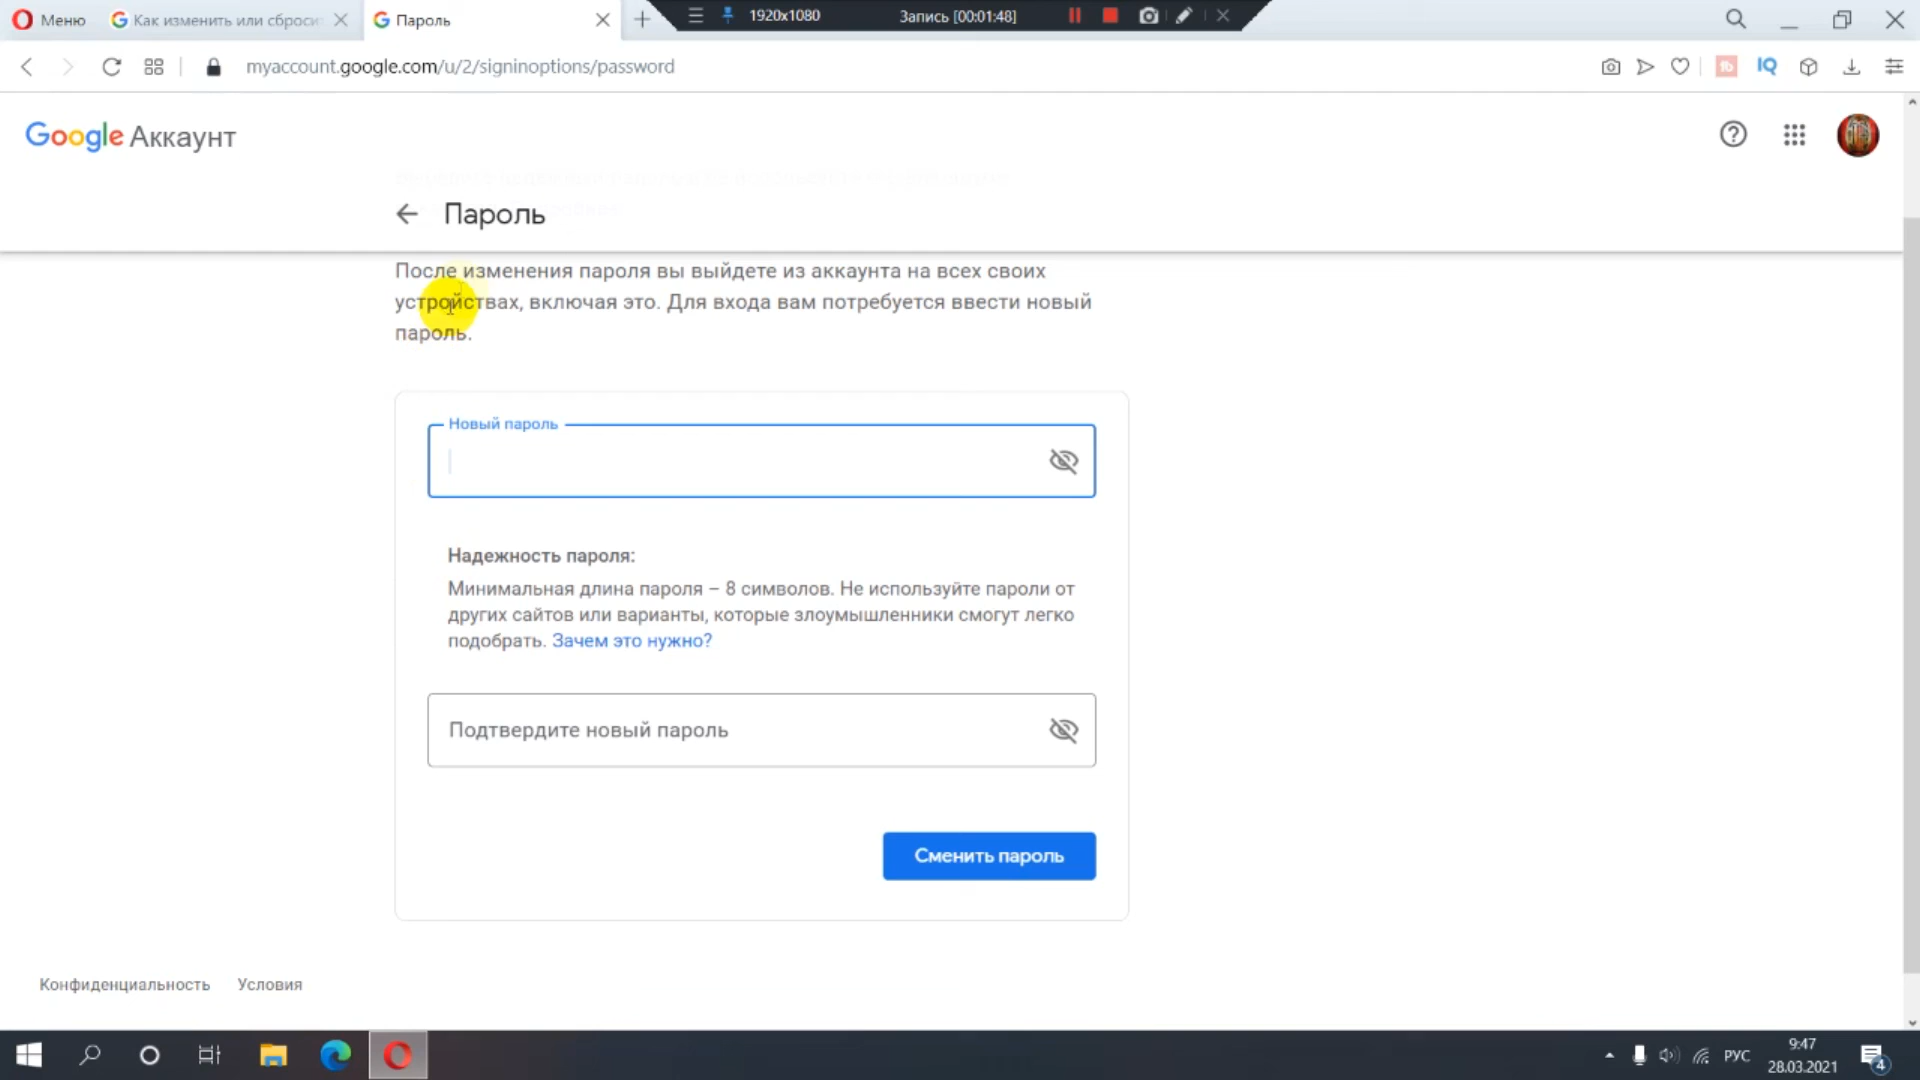 Меню
Как изменить или сброси
Пароль
1920x1080
Запись [00:01:48]
myaccount.google.com/u/2/signinoptions/password
IQ
Google Аккаунт
Пароль
После изменения пароля вы выйдете из аккаунта на всех своих
устройствах, включая это. Для входа вам потребуется ввести новый
пароль.
Новый пароль
Надежность пароля:
Минимальная длина пароля – 8 символов. Не используйте пароли от
других сайтов или варианты, которые злоумышленники смогут легко
подобрать. Зачем это нужно?
Подтвердите новый пароль
Сменить пароль
Конфиденциальность Условия
РУС
9:47
28.03.2021
4